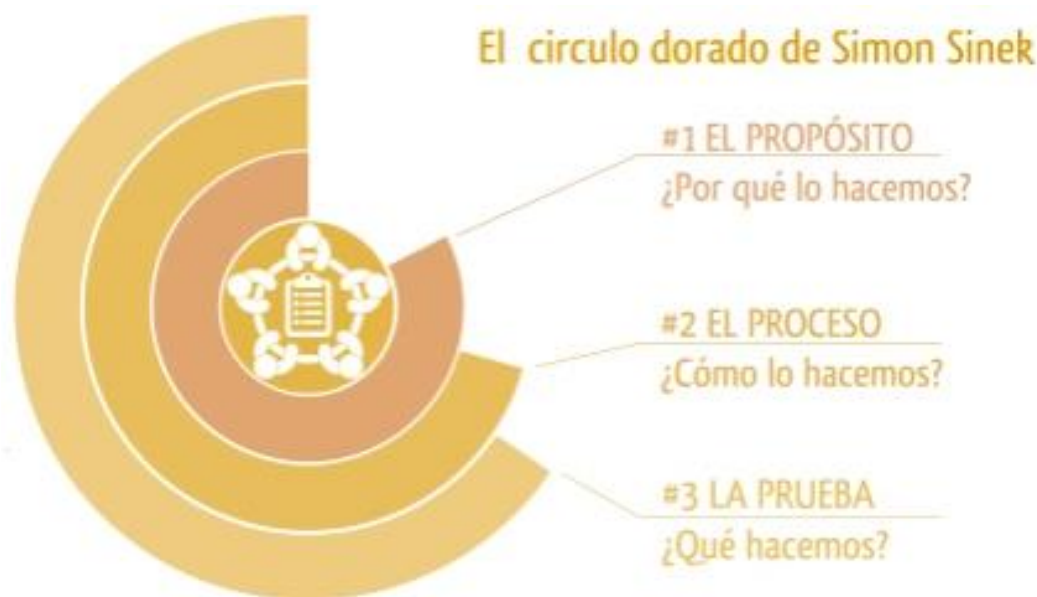 El circulo dorado de Simon Sinek
#1 EL PROPÓSITO
¿Por qué lo hacemos?
#2 EL PROCESO
¿Cómo lo hacemos?
#3 LA PRUEBA
¿Qué hacemos?